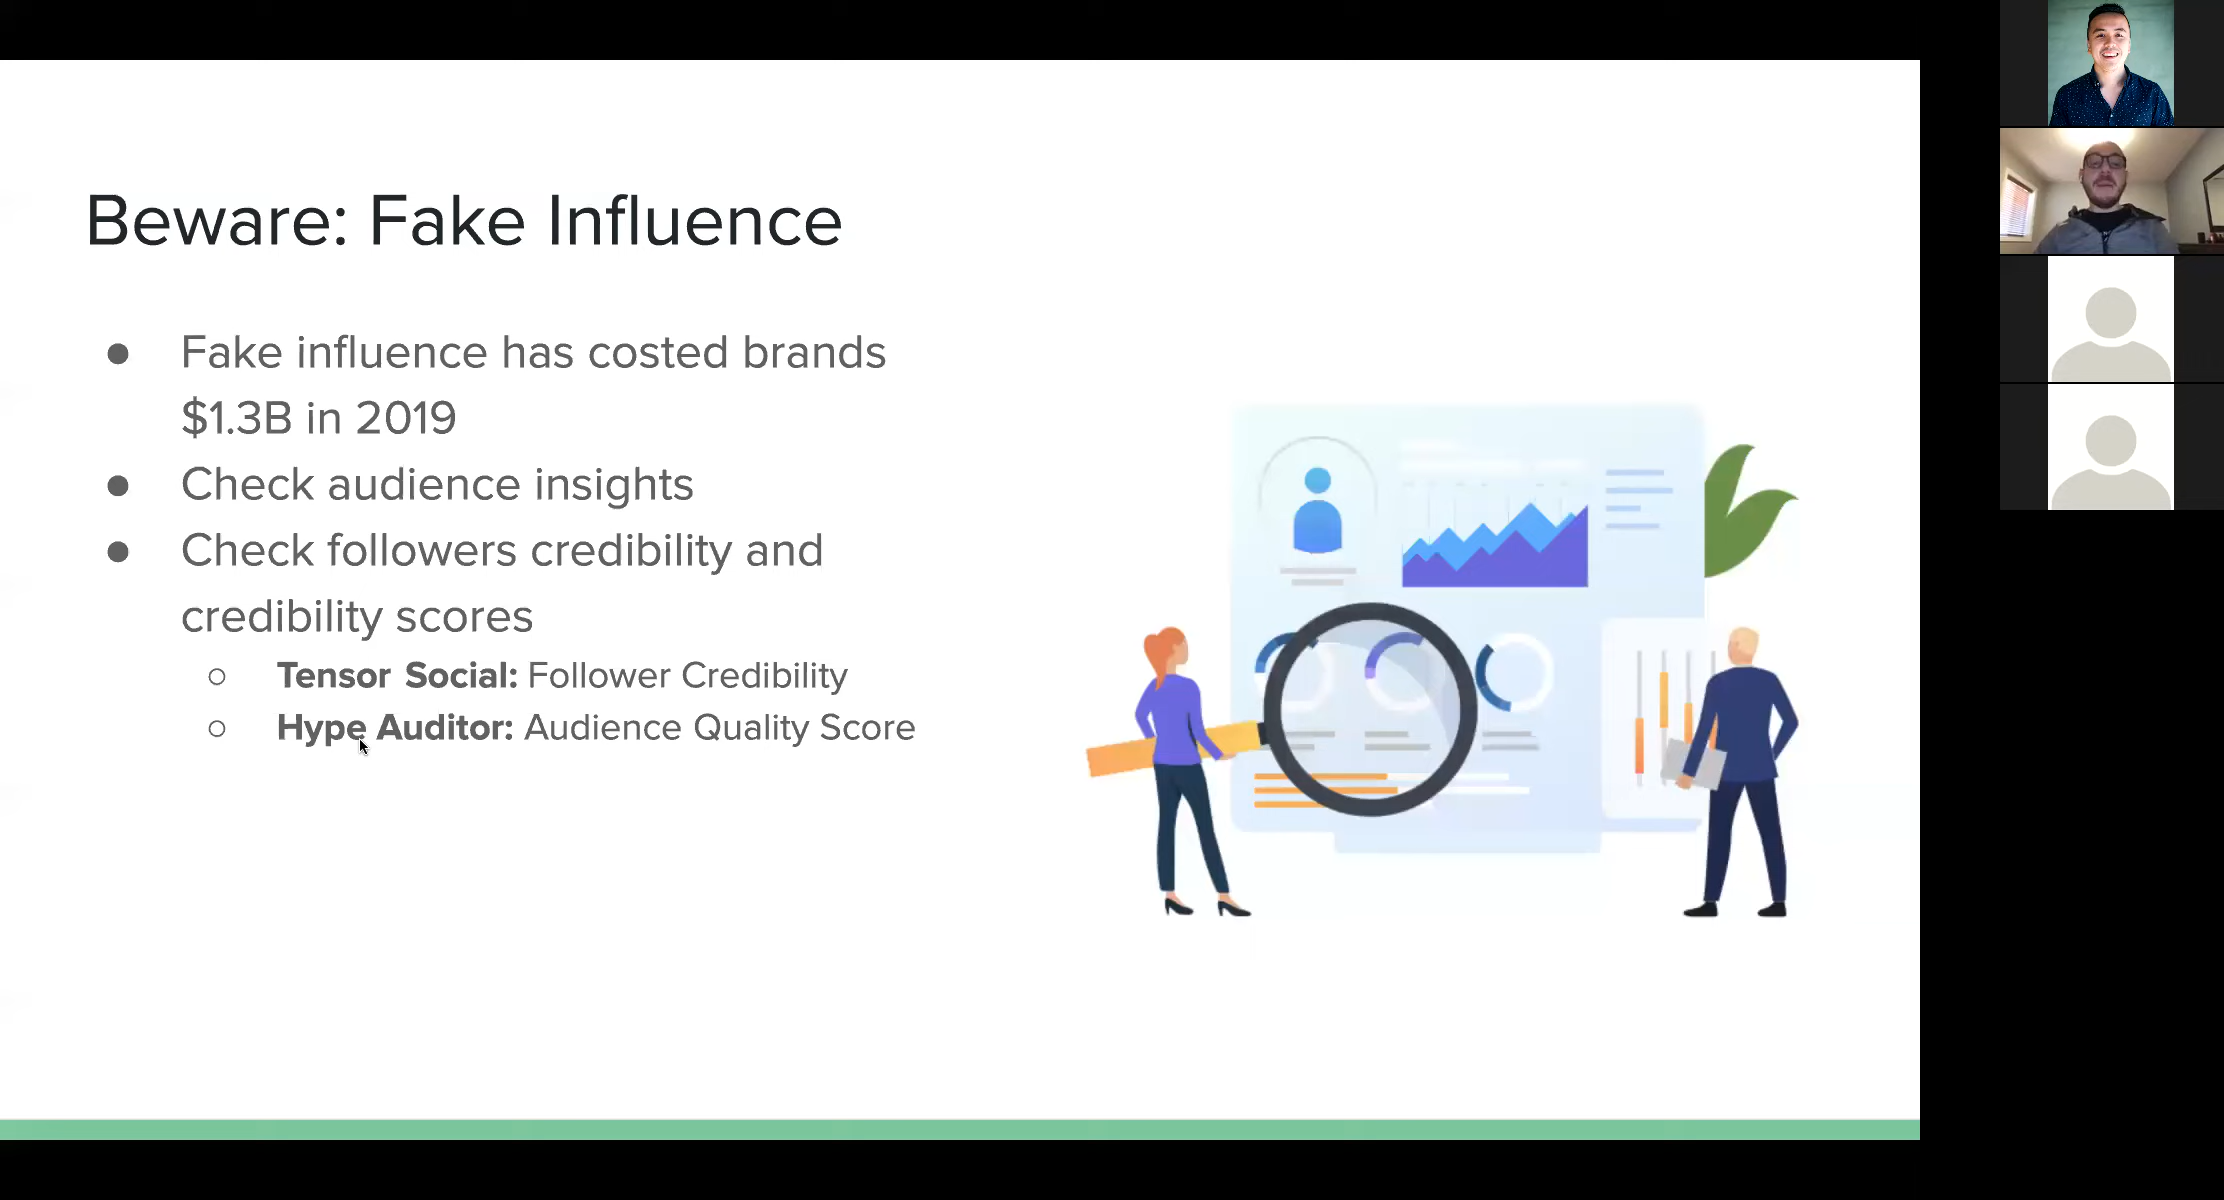 Beware: Fake Influence
● Fake influence has costed brands
$1.3B in 2019
● Check audience insights
● Check followers credibility and
credibility scores
○ Tensor Social: Follower Credibility
○ Hype Auditor: Audience Quality Score